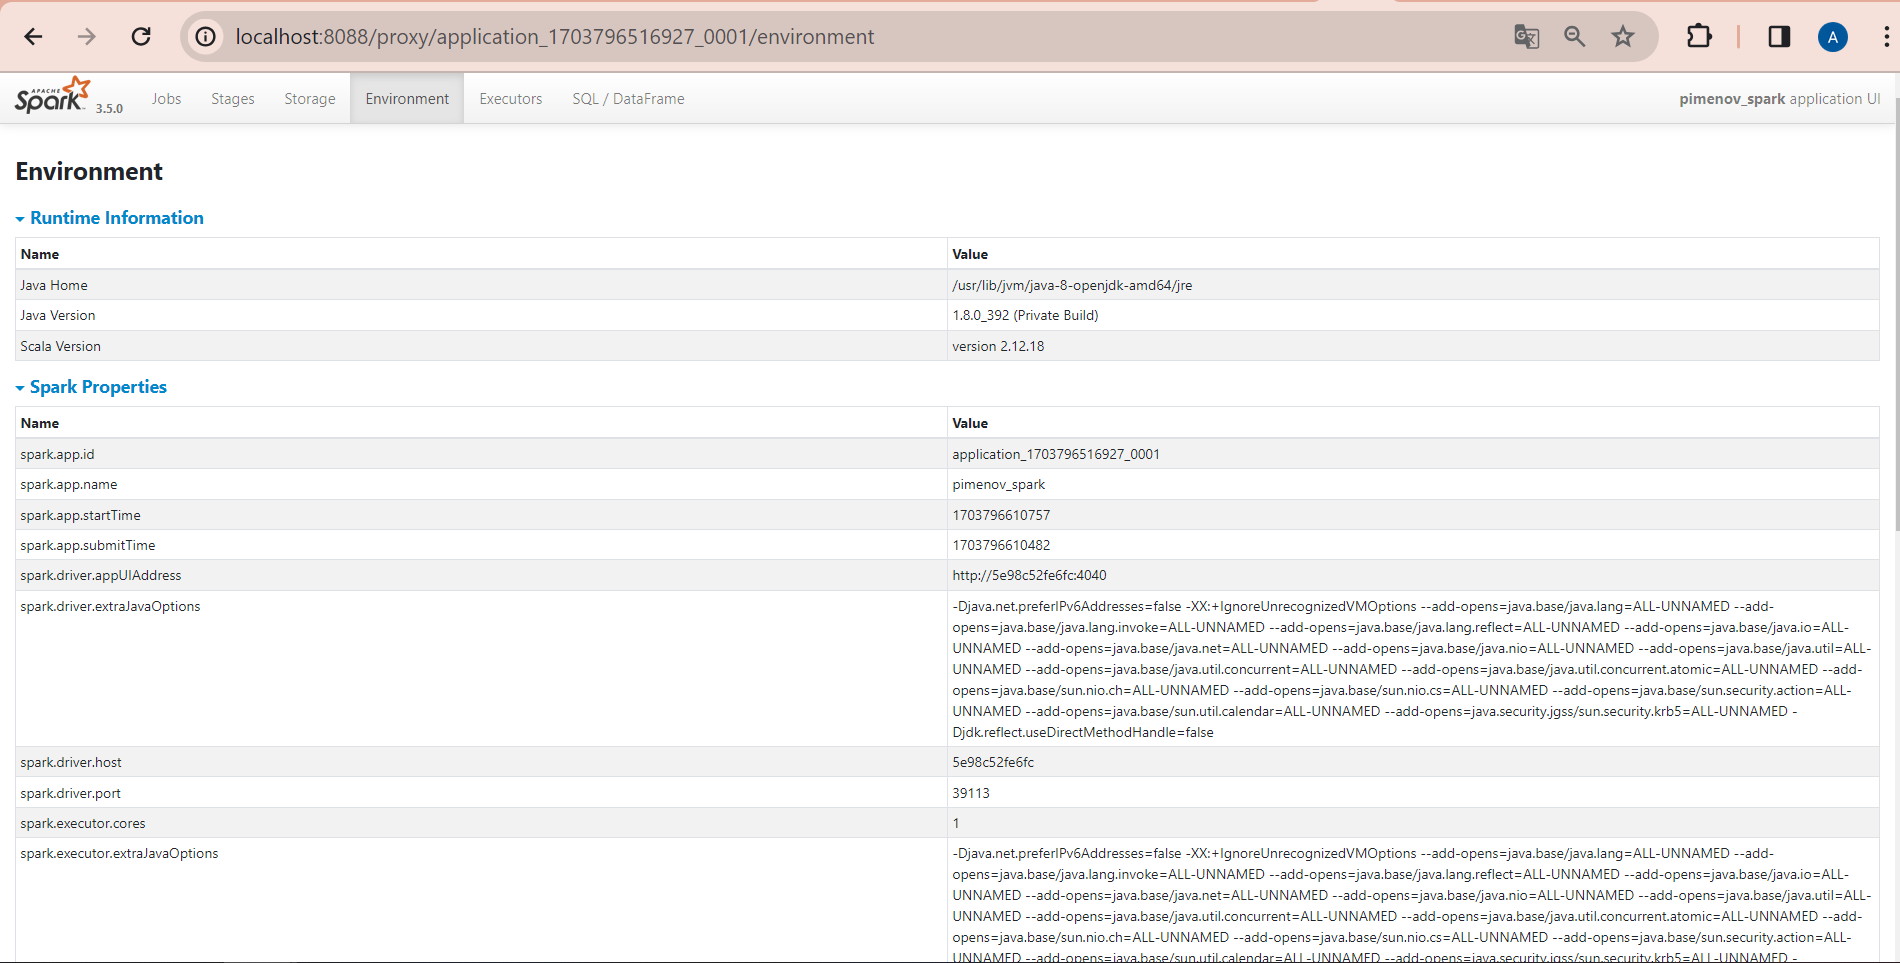 localhost:8088/proxy/application_1703796516927_0001/environment
A
APACHE
Spark 3.5.0 Jobs Stages Storage Environment Executors SQL / DataFrame pimenov_spark application UI
Environment
Runtime Information
Name Value
Java Home /usr/lib/jvm/java-8-openjdk-amd64/jre
Java Version 1.8.0_392 (Private Build)
Scala Version version 2.12.18
Spark Properties
Name Value
spark.app.id application_1703796516927_0001
spark.app.name pimenov_spark
spark.app.startTime 1703796610757
spark.app.submitTime 1703796610482
spark.driver.appUIAddress http://5e98c52fe6fc:4040
spark.driver.extraJavaOptions -Djava.net.preferIPv6Addresses=false -XX:+IgnoreUnrecognizedVMOptions --add-opens=java.base/java.lang=ALL-UNNAMED --add-
opens=java.base/java.lang.invoke=ALL-UNNAMED --add-opens=java.base/java.lang.reflect=ALL-UNNAMED --add-opens=java.base/java.io=ALL-
UNNAMED --add-opens=java.base/java.net=ALL-UNNAMED --add-opens=java.base/java.nio=ALL-UNNAMED --add-opens=java.base/java.util=ALL-
UNNAMED --add-opens=java.base/java.util.concurrent=ALL-UNNAMED --add-opens=java.base/java.util.concurrent.atomic=ALL-UNNAMED --add-
opens=java.base/sun.nio.ch=ALL-UNNAMED --add-opens=java.base/sun.nio.cs=ALL-UNNAMED --add-opens=java.base/sun.security.action=ALL-
UNNAMED --add-opens=java.base/sun.util.calendar=ALL-UNNAMED --add-opens=java.security.jgss/sun.security.krb5=ALL-UNNAMED -
Djdk.reflect.useDirectMethodHandle=false
spark.driver.host 5e98c52fe6fc
spark.driver.port 39113
spark.executor.cores 1
spark.executor.extraJavaOptions -Djava.net.preferIPv6Addresses=false -XX:+IgnoreUnrecognizedVMOptions --add-opens=java.base/java.lang=ALL-UNNAMED --add-
opens=java.base/java.lang.invoke=ALL-UNNAMED --add-opens=java.base/java.lang.reflect=ALL-UNNAMED --add-opens=java.base/java.io=ALL-
UNNAMED --add-opens=java.base/java.net=ALL-UNNAMED --add-opens=java.base/java.nio=ALL-UNNAMED --add-opens=java.base/java.util=ALL-
UNNAMED --add-opens=java.base/java.util.concurrent=ALL-UNNAMED --add-opens=java.base/java.util.concurrent.atomic=ALL-UNNAMED --add-
opens=java.base/sun.nio.ch=ALL-UNNAMED --add-opens=java.base/sun.nio.cs=ALL-UNNAMED --add-opens=java.base/sun.security.action=ALL-
UNNAMED --add-opens=java.base/sun.util.calendar=ALL-UNNAMED --add-opens=java.security.jgss/sun.security.krb5=ALL-UNNAMED -